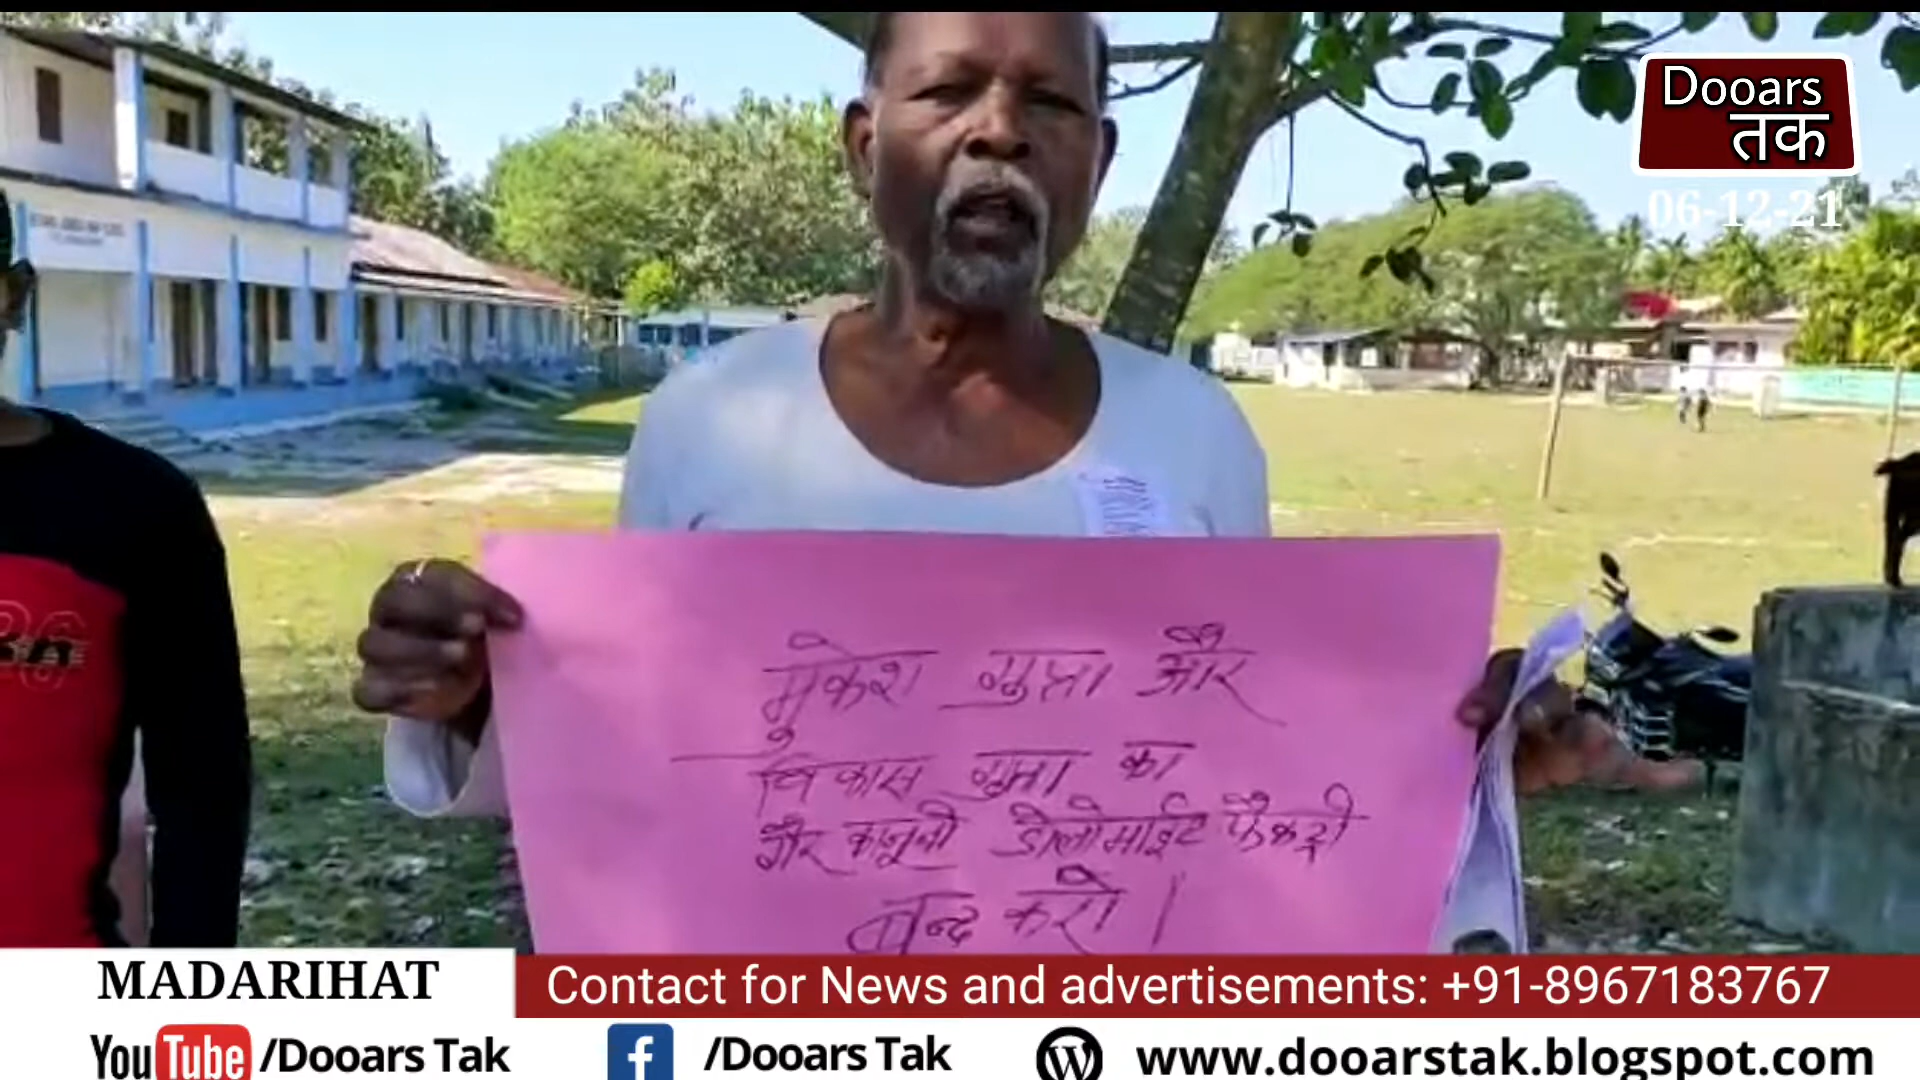 Dooars
तक
06-12-21
मुकेश गुप्ता और
विकास गुप्ता का
गैर कानूनी डोलोमाईट फैकट्री
बन्द करो।
MADARIHAT
Contact for News and advertisements: +91-8967183767
YouTube /Dooars Tak
f /Dooars Tak
www.dooarstak.blogspot.com